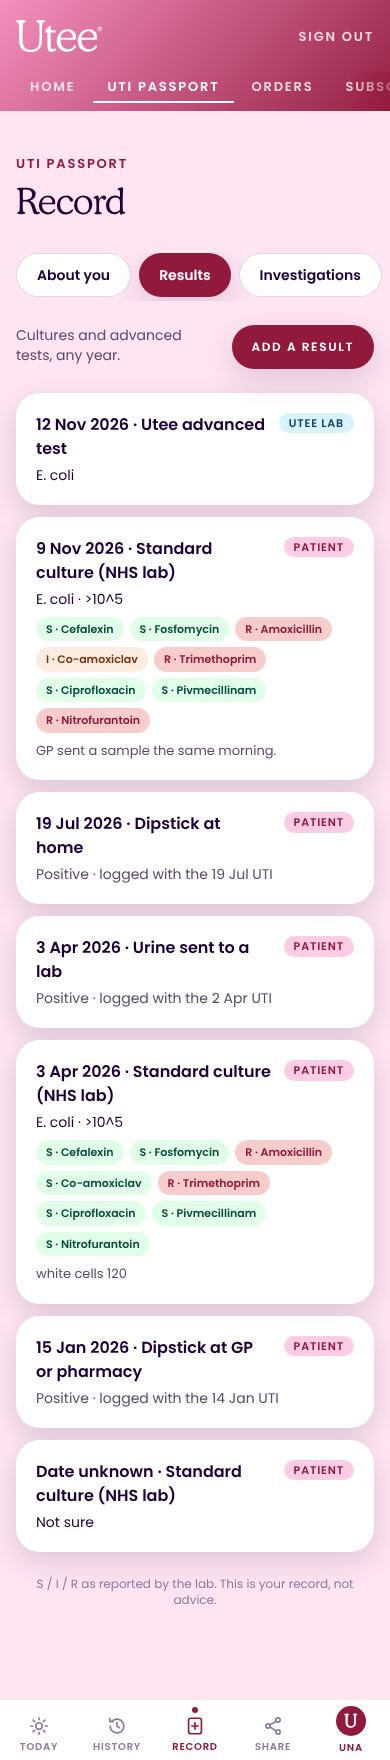 Utee®
SIGN OUT
HOME UTI PASSPORT ORDERS
UTI PASSPORT
Record
About you Results Investigations
Cultures and advanced
tests, any year.
ADD A RESULT
12 Nov 2026 · Utee advanced
test
UTEE LAB
E. coli
9 Nov 2026 · Standard
culture (NHS lab)
PATIENT
E. coli · >10^5
S · Cefalexin S · Fosfomycin R · Amoxicillin
I · Co-amoxiclav R · Trimethoprim
S · Ciprofloxacin S · Pivmecillinam
R · Nitrofurantoin
GP sent a sample the same morning.
19 Jul 2026 · Dipstick at
home
PATIENT
Positive · logged with the 19 Jul UTI
3 Apr 2026 · Urine sent to a
lab
PATIENT
Positive · logged with the 2 Apr UTI
3 Apr 2026 · Standard culture
(NHS lab)
PATIENT
E. coli · >10^5
S · Cefalexin S · Fosfomycin R · Amoxicillin
S · Co-amoxiclav R · Trimethoprim
S · Ciprofloxacin S · Pivmecillinam
S · Nitrofurantoin
white cells 120
15 Jan 2026 · Dipstick at GP
or pharmacy
PATIENT
Positive · logged with the 14 Jan UTI
Date unknown · Standard
culture (NHS lab)
PATIENT
Not sure
S / I / R as reported by the lab. This is your record, not
advice.
U
TODAY HISTORY RECORD SHARE UNA